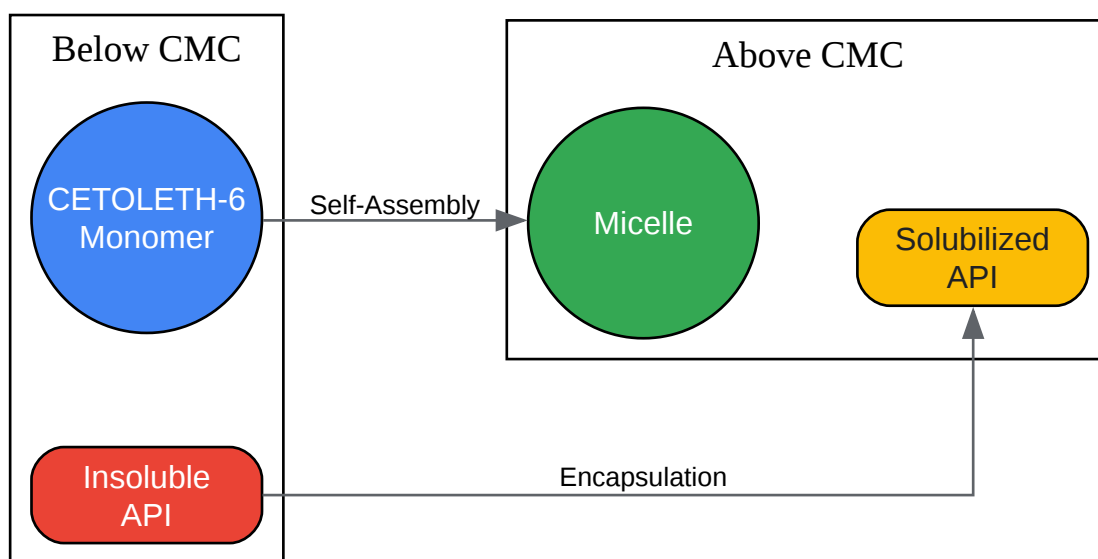 Below CMC
Above CMC
CETOLETH-6
Monomer
Self-Assembly
Micelle
Solubilized
API
Insoluble
API
Encapsulation